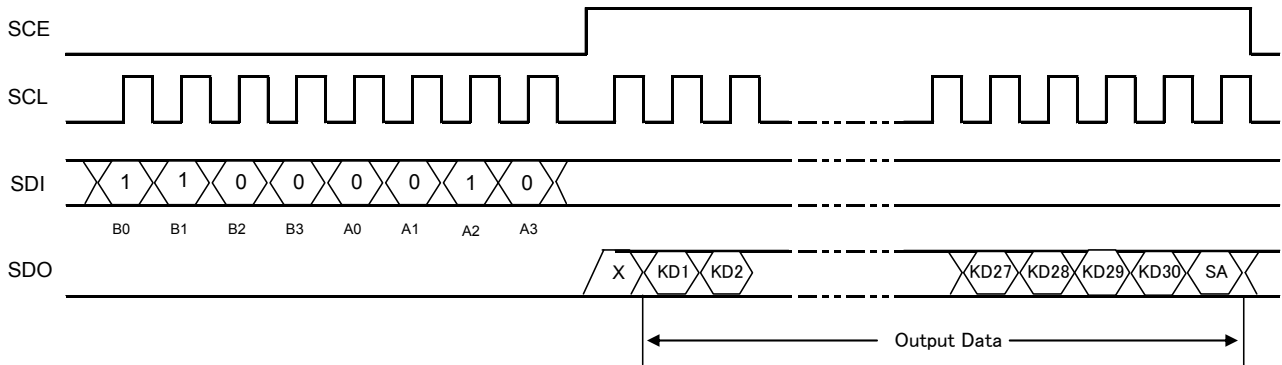 SCE
SCL
SDI 1 1 0 0 0 0 1 0
B0 B1 B2 B3 A0 A1 A2 A3
SDO X KD1 KD2 KD27 KD28 KD29 KD30 SA
Output Data